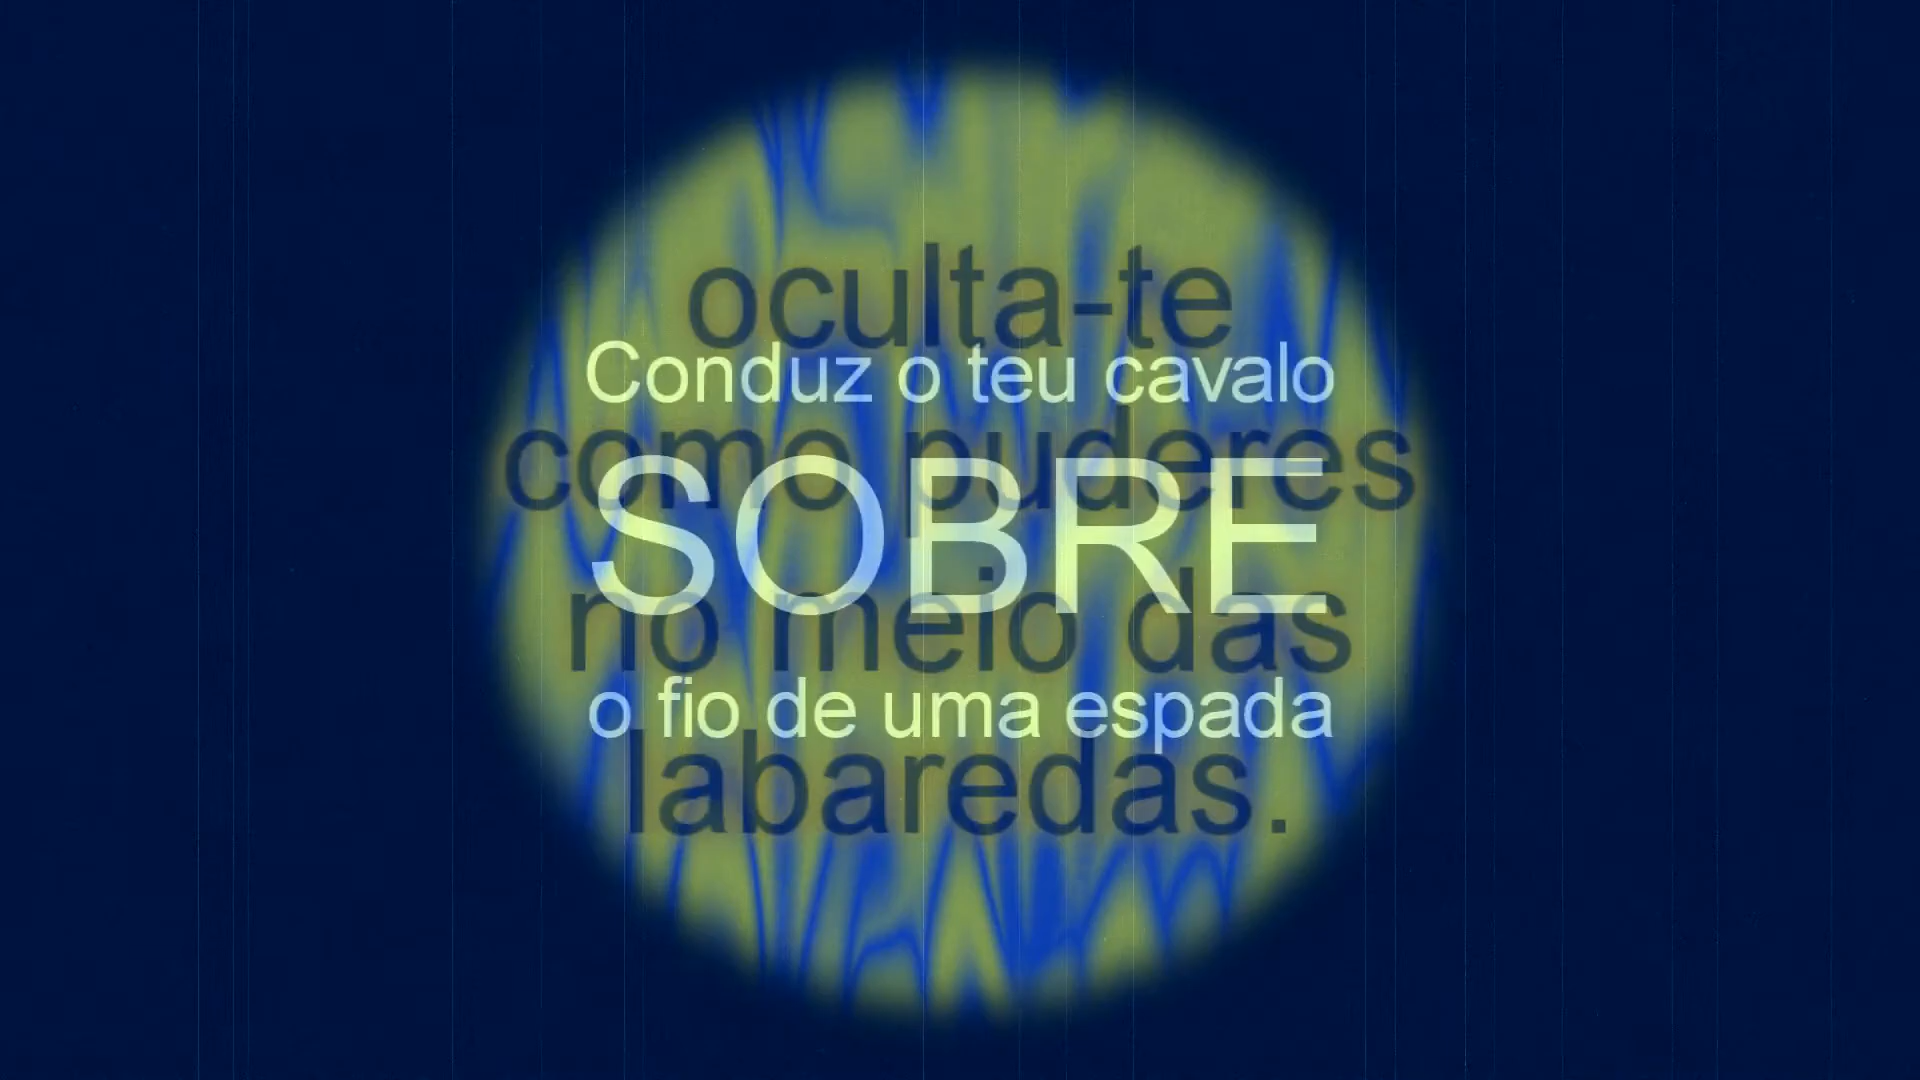 oculta-te
Conduz o teu cavalo
como puderes
SOBRE
no meio das
o fio de uma espada
labaredas.